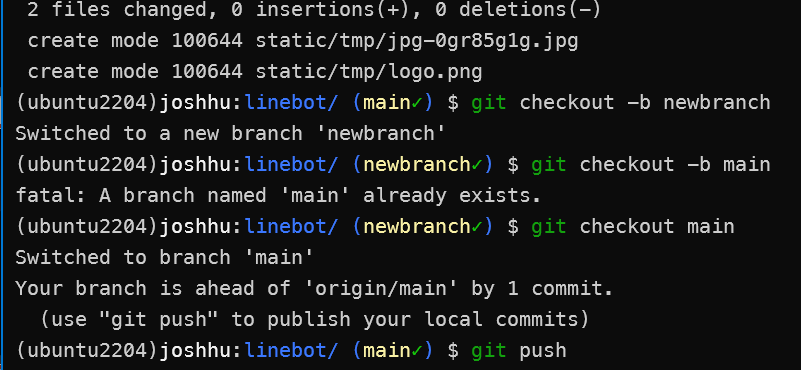 2 files changed, 0 insertions(+), 0 deletions(-)
create mode 100644 static/tmp/jpg-0gr85g1g.jpg
create mode 100644 static/tmp/logo.png
(ubuntu2204)joshhu:linebot/ (main✓) $ git checkout -b newbranch
Switched to a new branch 'newbranch'
(ubuntu2204)joshhu:linebot/ (newbranch✓) $ git checkout -b main
fatal: A branch named 'main' already exists.
(ubuntu2204)joshhu:linebot/ (newbranch✓) $ git checkout main
Switched to branch 'main'
Your branch is ahead of 'origin/main' by 1 commit.
  (use "git push" to publish your local commits)
(ubuntu2204)joshhu:linebot/ (main✓) $ git push